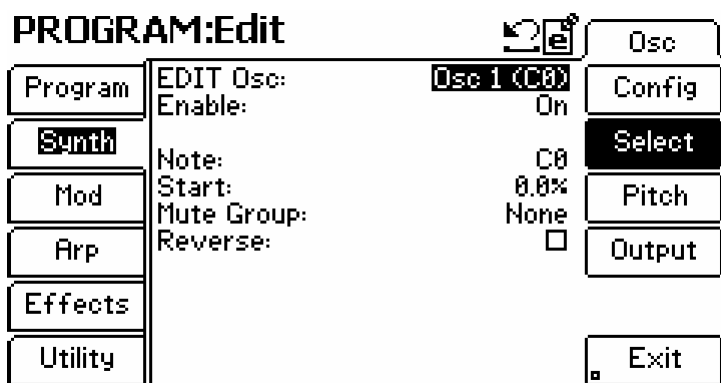 PROGRAM:Edit
e
Osc
Program
Synth
Mod
Arp
Effects
Utility
EDIT Osc: Osc 1 (C0)
Enable: On
Note: C0
Start: 0.0%
Mute Group: None
Reverse:
Config
Select
Pitch
Output
Exit